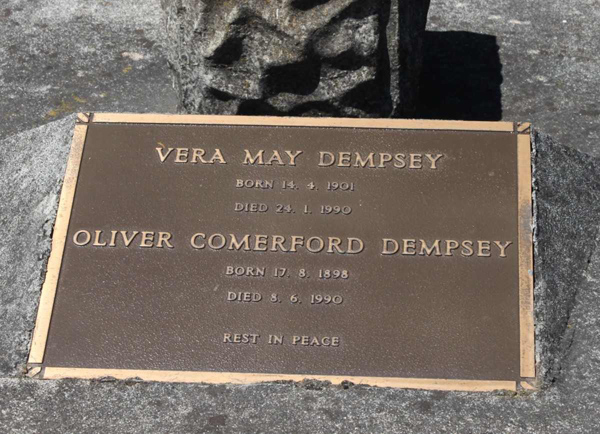 VERA MAY DEMPSEY
BORN 14. 4. 1901
DIED 24. 1. 1990
OLIVER COMERFORD DEMPSEY
BORN 17. 8. 1898
DIED 8. 6. 1990
REST IN PEACE